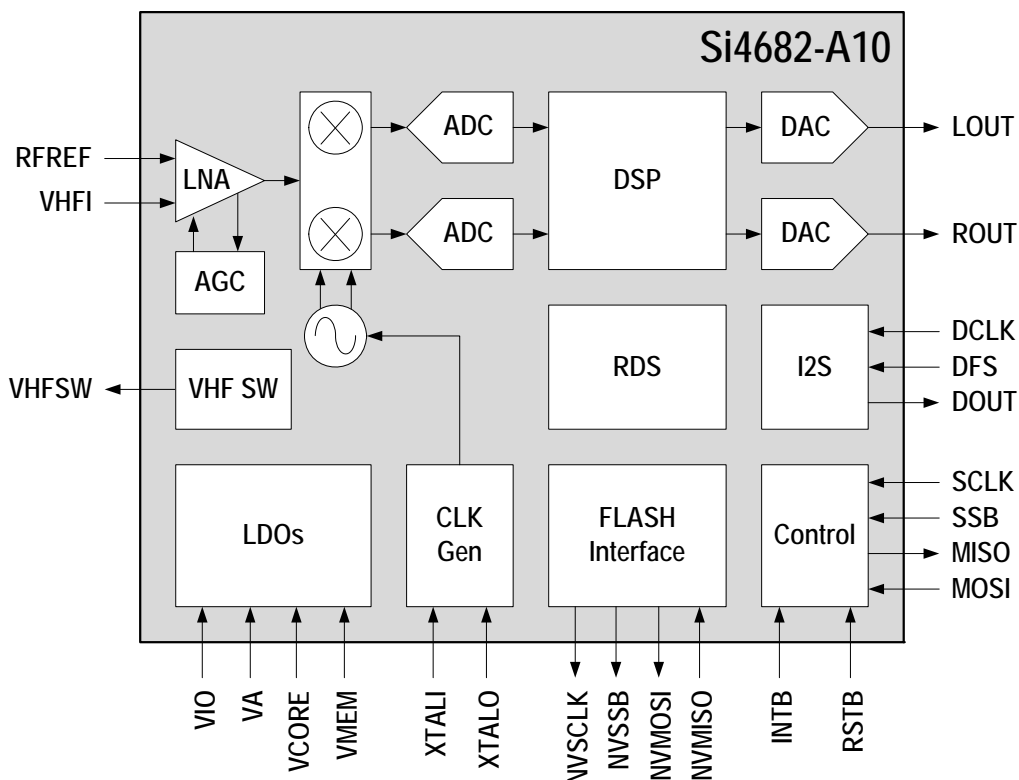 Si4682-A10
RFREF
VHFI
LNA
AGC
ADC
ADC
DSP
DAC
DAC
LOUT
ROUT
VHFSW
VHF SW
RDS
I2S
DCLK
DFS
DOUT
LDOs
CLK
Gen
FLASH
Interface
Control
SCLK
SSB
MISO
MOSI
VIO
VA
VCORE
VMEM
XTALI
XTALO
NVSCLK
NVSSB
NVMOSI
NVMISO
INTB
RSTB